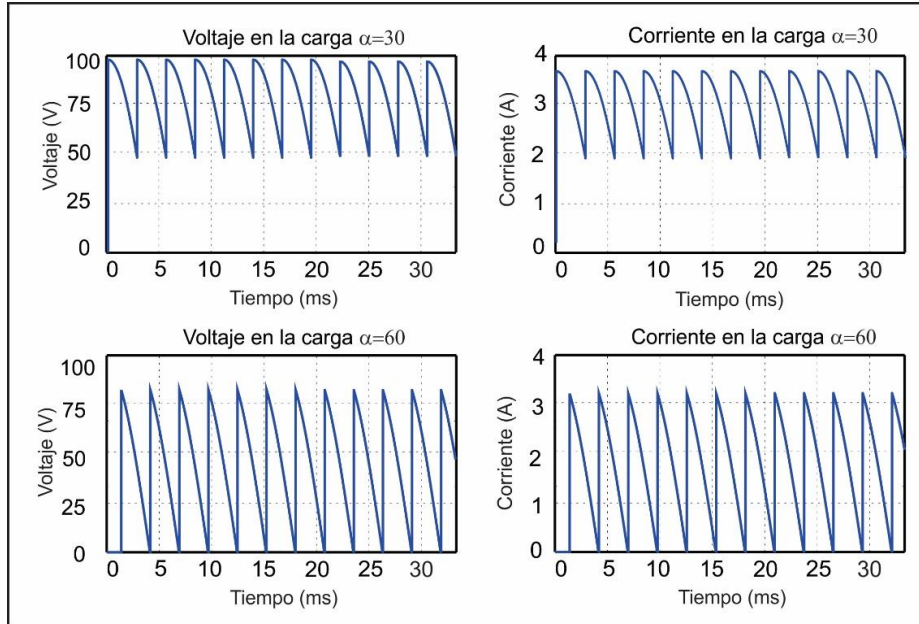 Voltaje en la carga α=30
100
75
50
25
0
Voltaje (V)
0 5 10 15 20 25 30
Tiempo (ms)
Corriente en la carga α=30
4
3
2
1
0
Corriente (A)
0 5 10 15 20 25 30
Tiempo (ms)
Voltaje en la carga α=60
100
75
50
25
0
Voltaje (V)
0 5 10 15 20 25 30
Tiempo (ms)
Corriente en la carga α=60
4
3
2
1
0
Corriente (A)
0 5 10 15 20 25 30
Tiempo (ms)